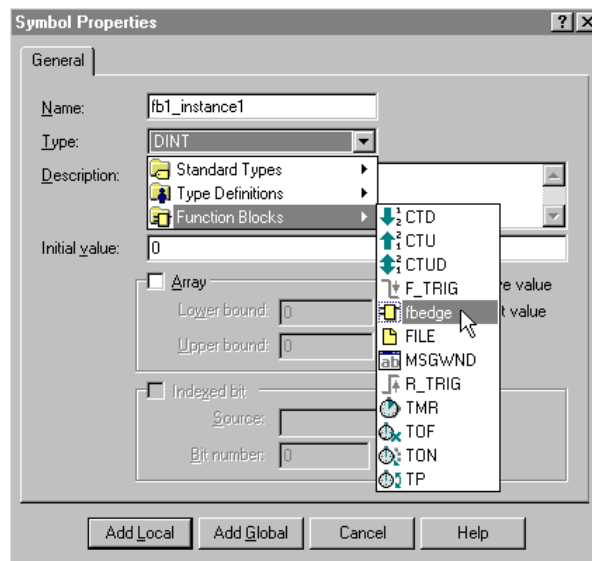 Symbol Properties
General
Name: fb1_instance1
Type: DINT
Description:
Standard Types
Type Definitions
Function Blocks
Initial value: 0
CTD
CTU
CTUD
F_TRIG
fbedge
FILE
MSGWND
R_TRIG
TMR
TOF
TON
TP
Array
value
Lower bound: 0
t value
Upper bound: 0
Indexed bit
Source:
Bit number: 0
Add Local Add Global Cancel Help